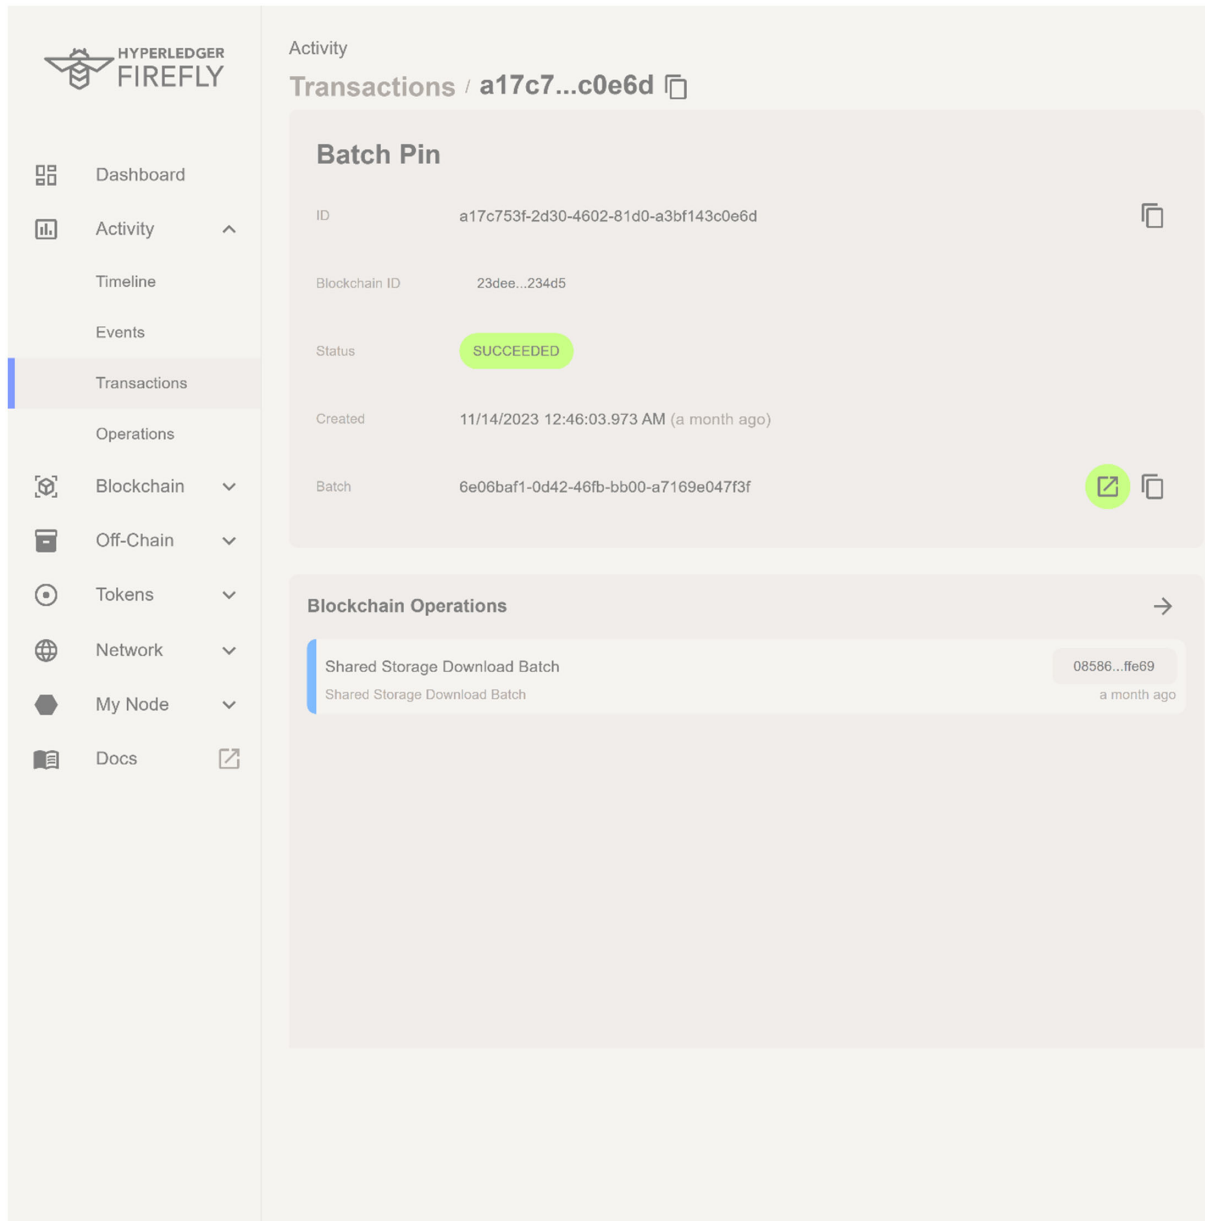 HYPERLEDGER
FIREFLY
Dashboard
Activity
Timeline
Events
Transactions
Operations
Blockchain
Off-Chain
Tokens
Network
My Node
Docs
Activity
Transactions / a17c7...c0e6d
Batch Pin
ID a17c753f-2d30-4602-81d0-a3bf143c0e6d
Blockchain ID 23dee...234d5
Status SUCCEEDED
Created 11/14/2023 12:46:03.973 AM (a month ago)
Batch 6e06baf1-0d42-46fb-bb00-a7169e047f3f
Blockchain Operations
Shared Storage Download Batch 08586...ffe69
Shared Storage Download Batch a month ago